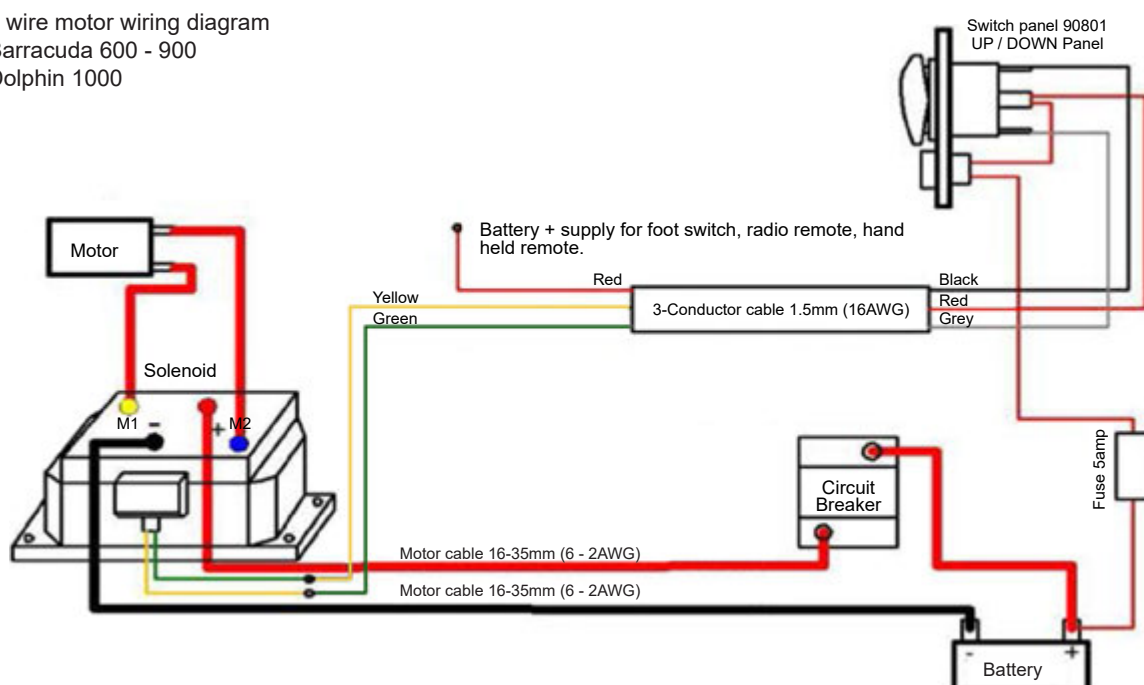 wire motor wiring diagram
Barracuda 600 - 900
Dolphin 1000
Switch panel 90801
UP / DOWN Panel
Motor
Battery + supply for foot switch, radio remote, hand
held remote.
Red
Black
Yellow
3-Conductor cable 1.5mm (16AWG)
Red
Green
Grey
Solenoid
M1
-
+
M2
Circuit
Breaker
Fuse 5amp
Motor cable 16-35mm (6 - 2AWG)
Motor cable 16-35mm (6 - 2AWG)
-
+
Battery